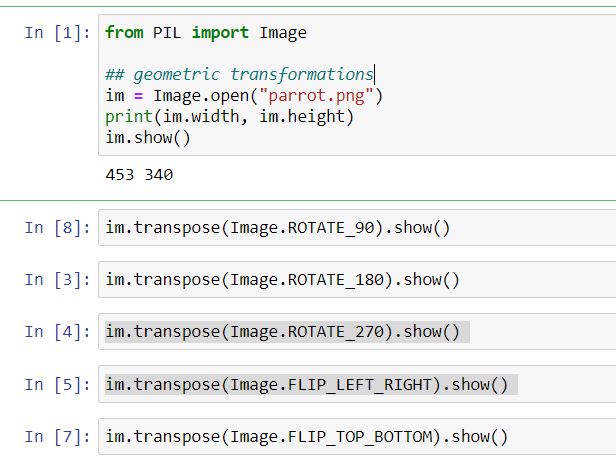 In [1]: from PIL import Image
## geometric transformations
im = Image.open("parrot.png")
print(im.width, im.height)
im.show()
453 340
In [8]: im.transpose(Image.ROTATE_90).show()
In [3]: im.transpose(Image.ROTATE_180).show()
In [4]: im.transpose(Image.ROTATE_270).show()
In [5]: im.transpose(Image.FLIP_LEFT_RIGHT).show()
In [7]: im.transpose(Image.FLIP_TOP_BOTTOM).show()